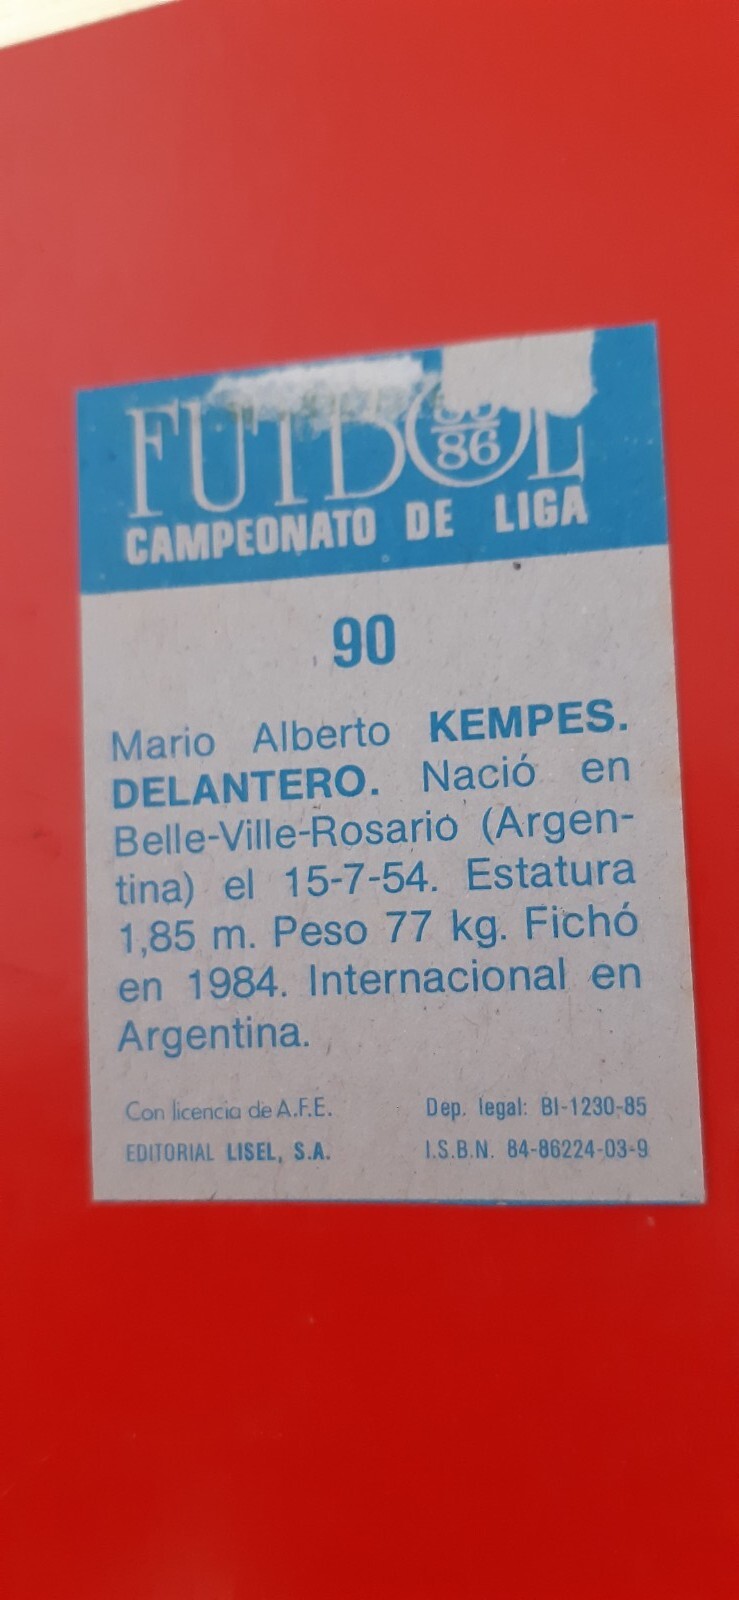 FUTBOL
86
CAMPEONATO DE LIGA
90
Mario Alberto KEMPES.
DELANTERO. Nació en
Belle-Ville-Rosario (Argen-
tina) el 15-7-54. Estatura
1,85 m. Peso 77 kg. Fichó
en 1984. Internacional en
Argentina.
Con licencia de A.F.E. Dep. legal: BI-1230-85
EDITORIAL LISEL, S.A. I.S.B.N. 84-86224-03-9